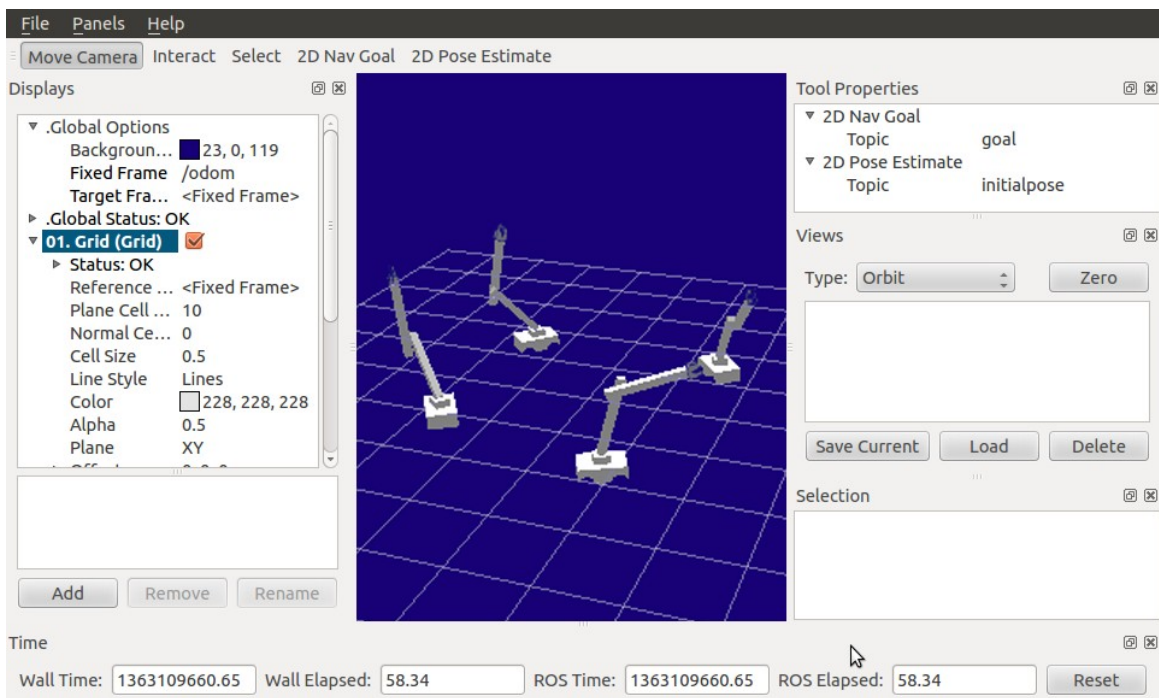 File Panels Help
Move Camera Interact Select 2D Nav Goal 2D Pose Estimate
Displays
.Global Options
Backgroun... 23, 0, 119
Fixed Frame /odom
Target Fra... <Fixed Frame>
.Global Status: OK
01. Grid (Grid)
Status: OK
Reference ... <Fixed Frame>
Plane Cell ... 10
Normal Ce... 0
Cell Size 0.5
Line Style Lines
Color 228, 228, 228
Alpha 0.5
Plane XY
Add Remove Rename
Tool Properties
2D Nav Goal
Topic goal
2D Pose Estimate
Topic initialpose
Views
Type: Orbit Zero
Save Current Load Delete
Selection
Time
Wall Time: 1363109660.65 Wall Elapsed: 58.34 ROS Time: 1363109660.65 ROS Elapsed: 58.34 Reset